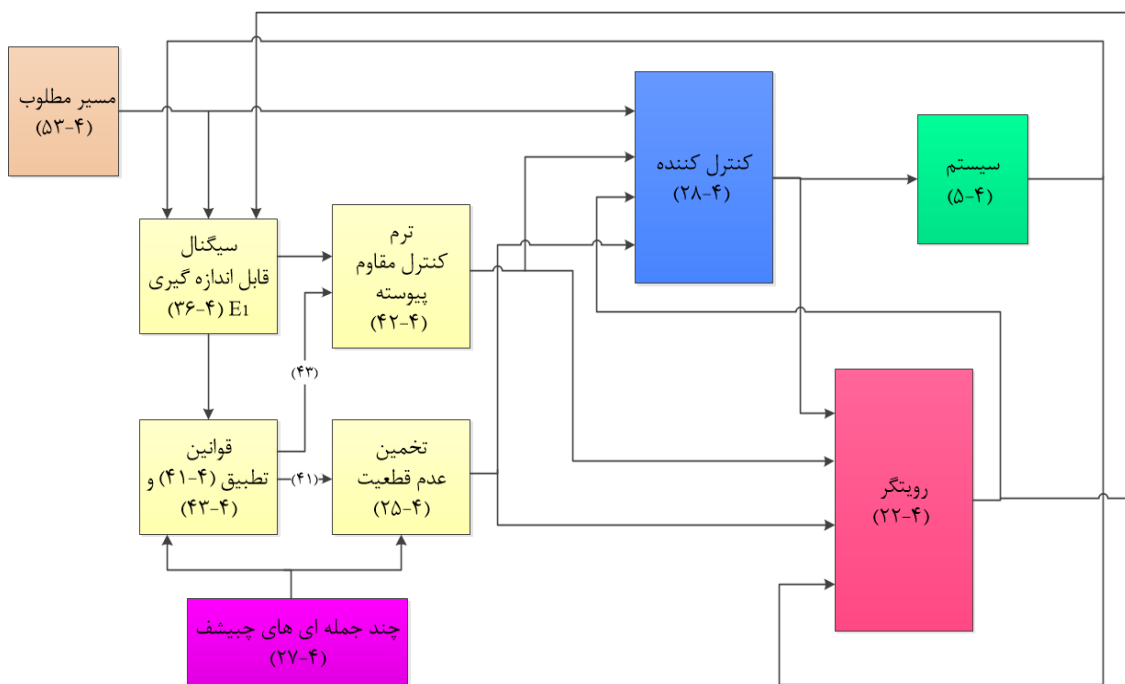 مسیر مطلوب
(۵۳-۴)
کنترل کننده
(۲۸-۴)
سیستم
(۵-۴)
سیگنال
قابل اندازه گیری
(۳۶-۴) E1
ترم
کنترل مقاوم
پیوسته
(۴۲-۴)
(۴۳)
قوانین
تطبیق (۴-۴۱) و
(۴۳-۴)
(۴۱)
تخمین
عدم قطعیت
(۲۵-۴)
رویتگر
(۲۲-۴)
چند جمله ای های چبیشف
(۲۷-۴)